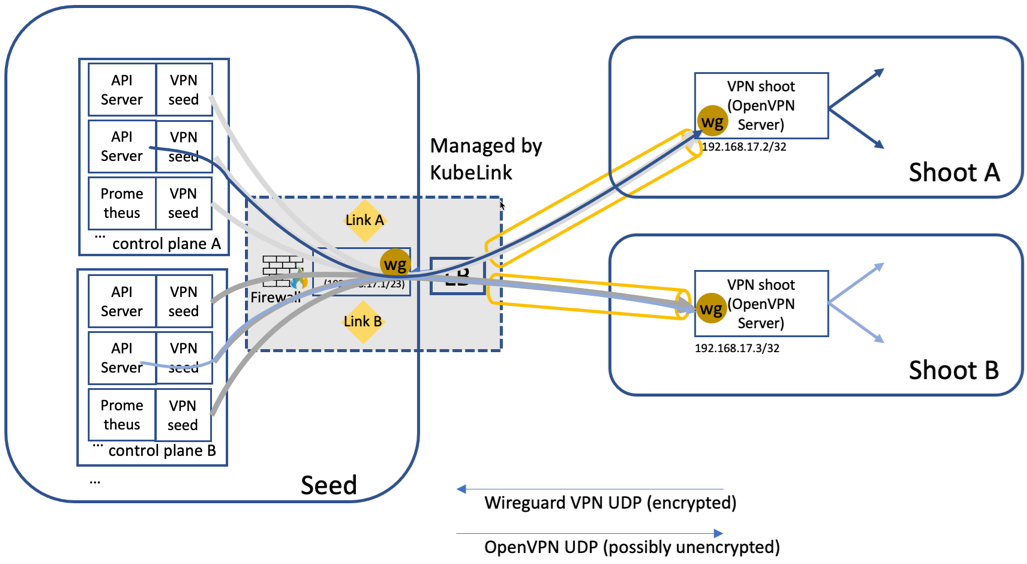 API
Server
VPN
seed
API
Server
VPN
seed
Prome
theus
VPN
seed
...
control plane A
API
Server
VPN
seed
API
Server
VPN
seed
Prome
theus
VPN
seed
...
control plane B
...
Seed
Managed by
KubeLink
Link A
wg
Firewall
17.1/23)
LB
Link B
VPN shoot
(OpenVPN
Server)
wg
192.168.17.2/32
Shoot A
VPN shoot
(OpenVPN
Server)
wg
192.168.17.3/32
Shoot B
Wireguard VPN UDP (encrypted)
OpenVPN UDP (possibly unencrypted)